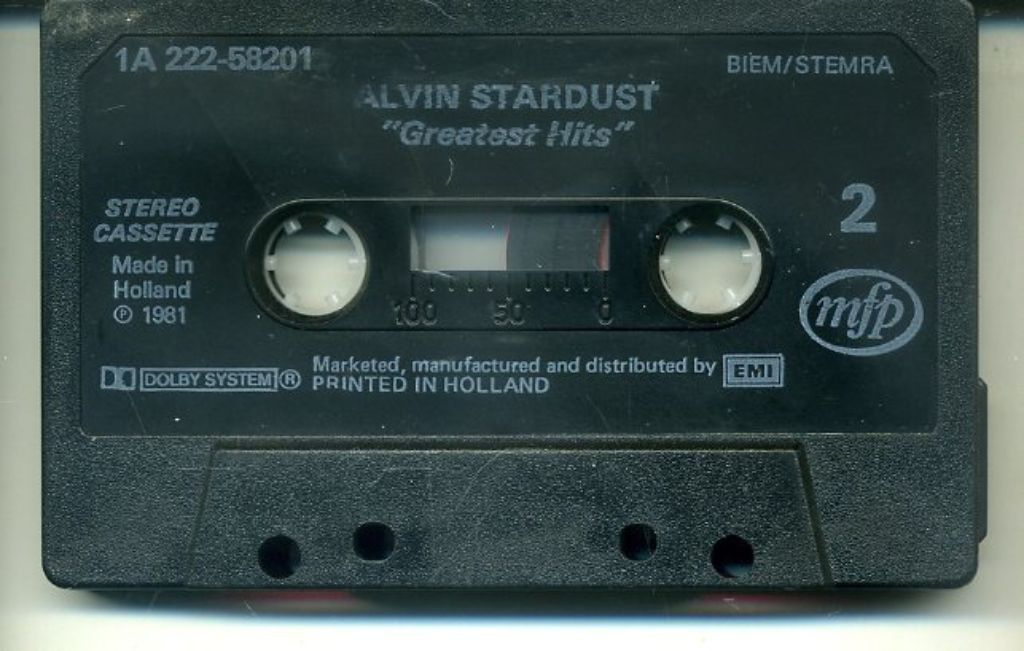 1A 222-58201
BIEM/STEMRA
ALVIN STARDUST
"Greatest Hits"
STEREO
CASSETTE
Made in
Holland
℗ 1981
2
mfp
100 50 0
DOLBY SYSTEM ®
Marketed, manufactured and distributed by EMI
PRINTED IN HOLLAND